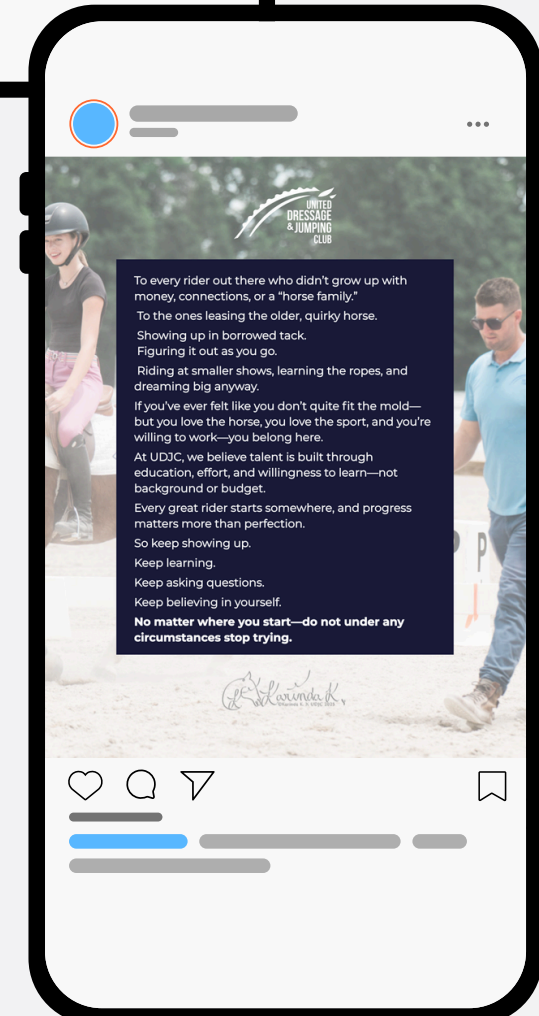 UNITED
DRESSAGE
& JUMPING
CLUB
To every rider out there who didn't grow up with
money, connections, or a “horse family.”
To the ones leasing the older, quirky horse.
Showing up in borrowed tack.
Figuring it out as you go.
Riding at smaller shows, learning the ropes, and
dreaming big anyway.
If you've ever felt like you don't quite fit the mold—
but you love the horse, you love the sport, and you're
willing to work—you belong here.
At UDJC, we believe talent is built through
education, effort, and willingness to learn—not
background or budget.
Every great rider starts somewhere, and progress
matters more than perfection.
So keep showing up.
Keep learning.
Keep asking questions.
Keep believing in yourself.
No matter where you start—do not under any
circumstances stop trying.
P
Karinda K.